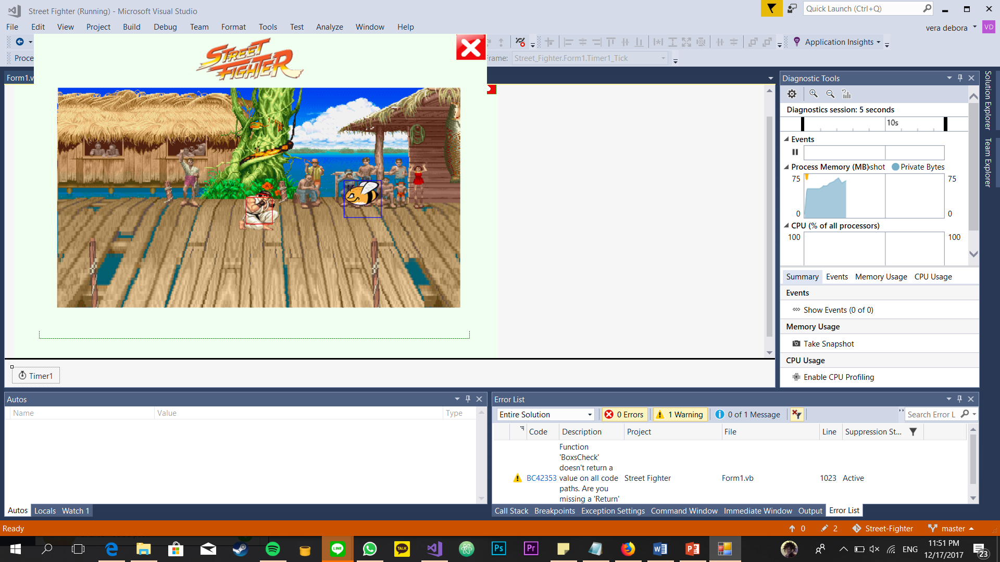 Street Fighter (Running) - Microsoft Visual Studio
Quick Launch (Ctrl+Q)
File Edit View Project Build Debug Team Format Tools Test Analyze Window Help
vera debora VD
Application Insights
STREET FIGHTER
Proce
Frame: Street_Fighter.Form1.Timer1_Tick
Form1.v
Diagnostic Tools
Solution Explorer
Team Explorer
Diagnostics session: 5 seconds
10s
Events
Process Memory (MB) shot Private Bytes
75 75
0 0
CPU (% of all processors)
100 100
Summary Events Memory Usage CPU Usage
Events
Show Events (0 of 0)
Memory Usage
Take Snapshot
CPU Usage
Enable CPU Profiling
Timer1
Autos
Name Value Type
Autos Locals Watch 1
Error List
Entire Solution 0 Errors 1 Warning 0 of 1 Message Search Error L
Code Description Project File Line Suppression St...
Function
'BoxsCheck'
doesn't return a
BC42353 value on all code Street Fighter Form1.vb 1023 Active
paths. Are you
missing a 'Return'
Call Stack Breakpoints Exception Settings Command Window Immediate Window Output Error List
Ready
0 2 Street-Fighter master
LINE TALK Ps Pr
ENG
11:51 PM
12/17/2017
23